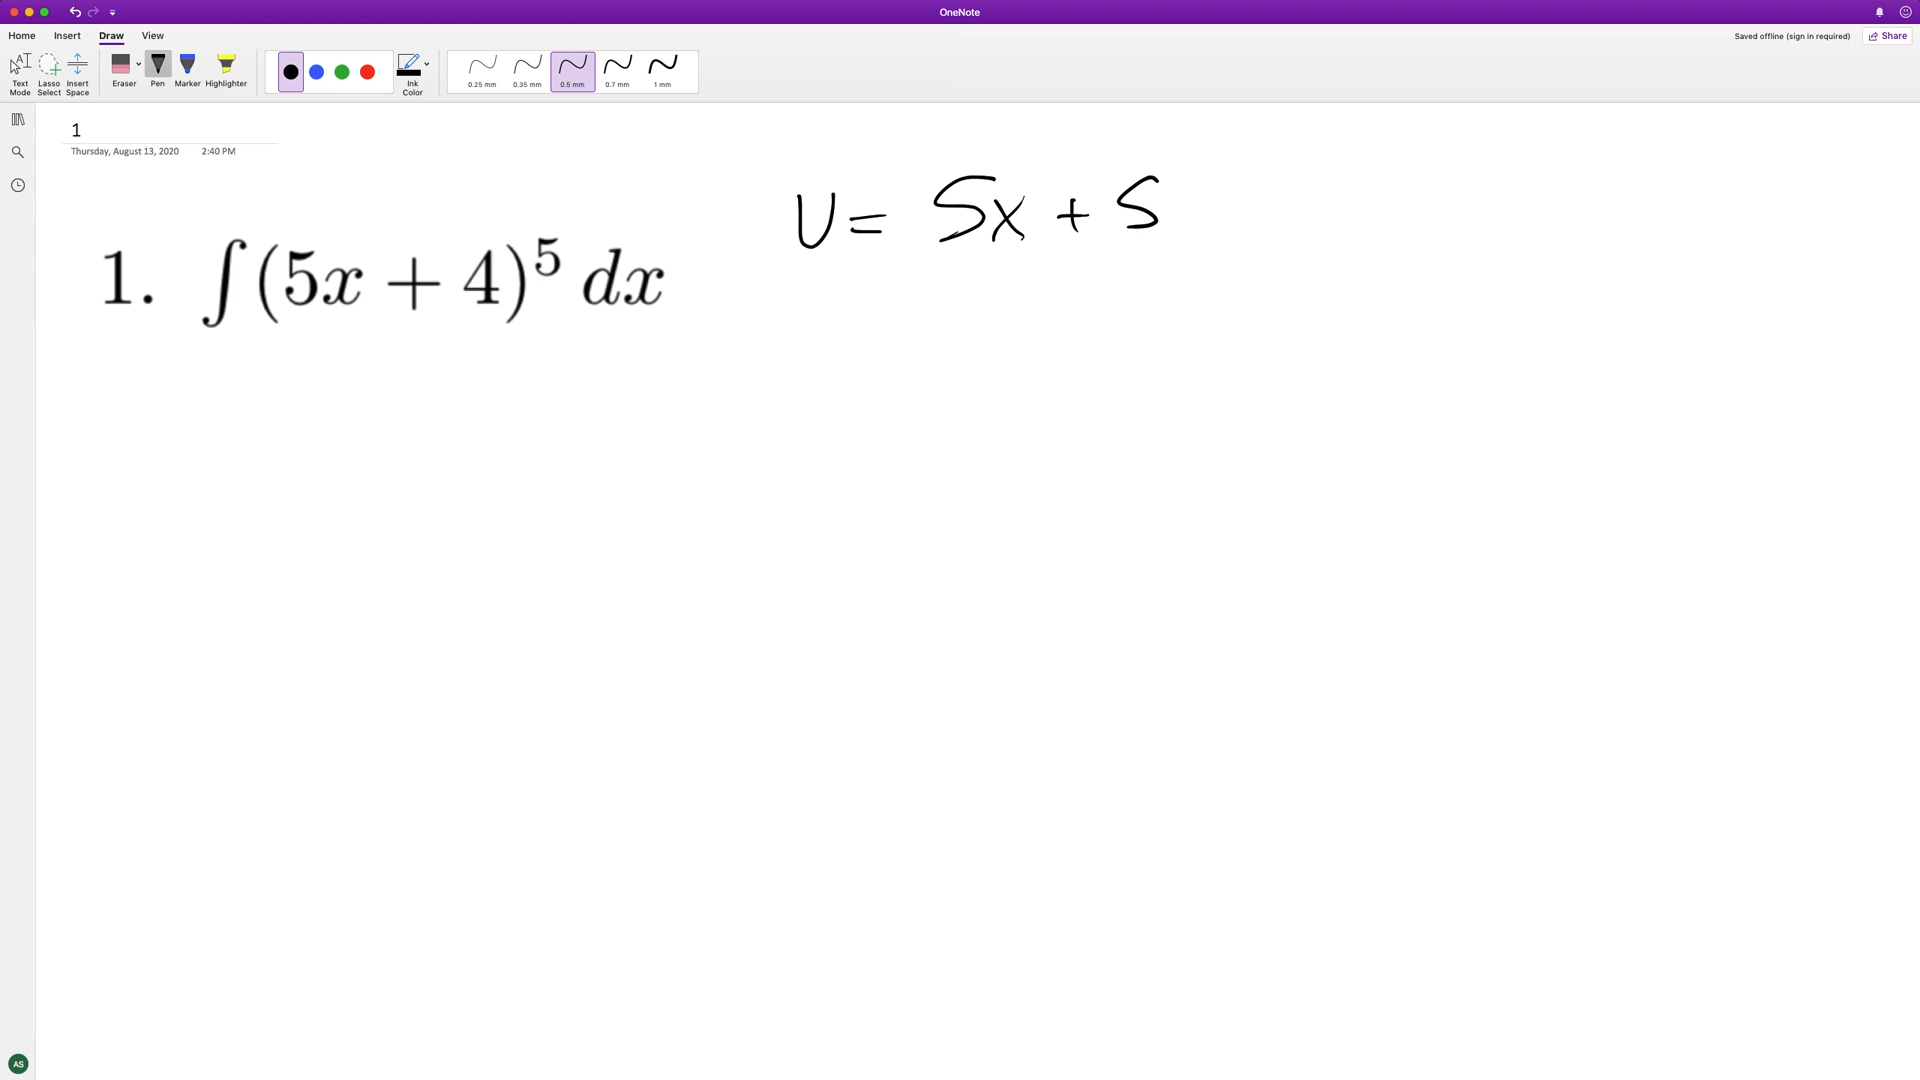 OneNote
Home Insert Draw View
Saved offline (sign in required) Share
Text Mode
Lasso Select
Insert Space
Eraser
Pen
Marker
Highlighter
Ink Color
0.25 mm
0.35 mm
0.5 mm
0.7 mm
1 mm
1
Thursday, August 13, 2020 2:40 PM
U= 5x + 5
1. ∫(5x + 4)⁵ dx
AS